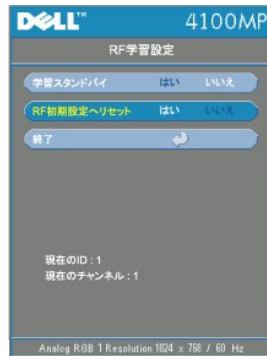 DELL™ 4100MP
RF学習設定
学習スタンドバイ はい いいえ
RF初期設定へリセット はい いいえ
終了
現在のID : 1
現在のチャンネル : 1
Analog RGB 1 Resolution 1024 x 768 / 60 Hz